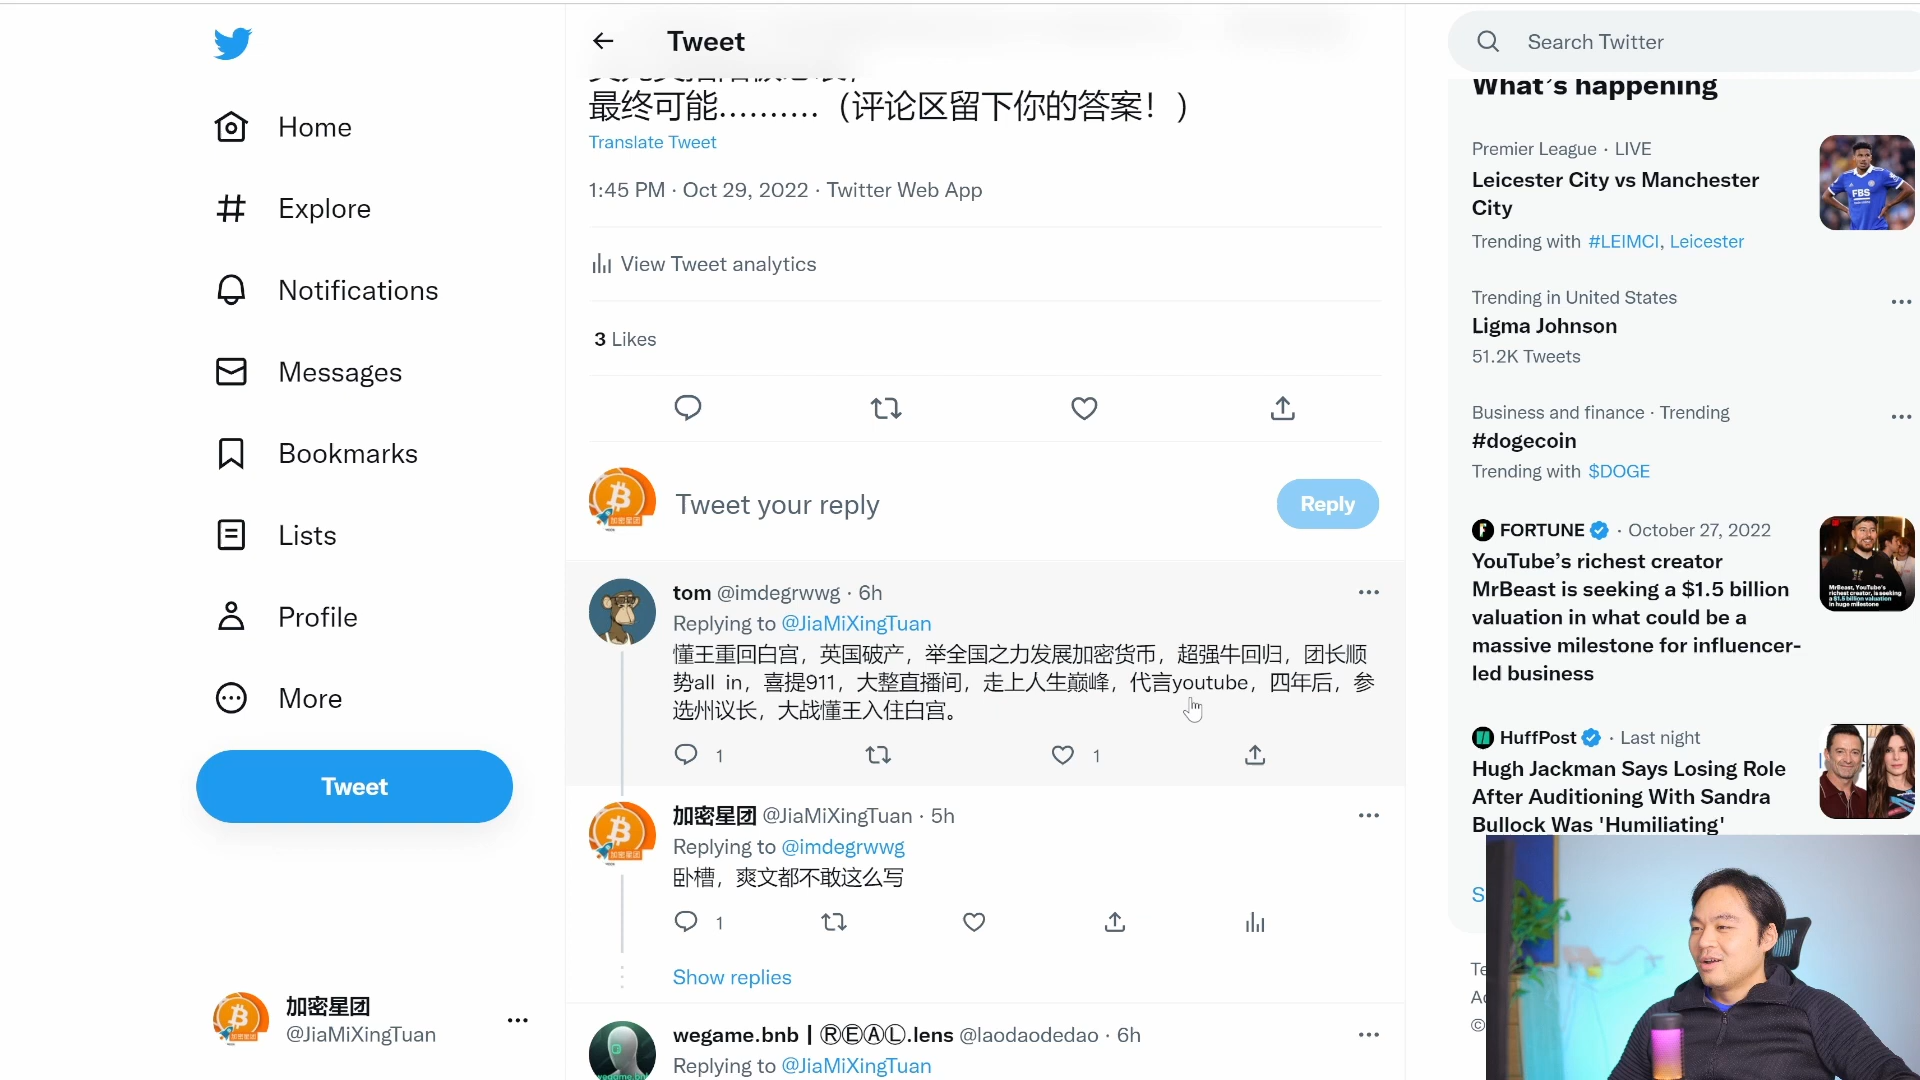 Tweet
Search Twitter
最终可能..........（评论区留下你的答案！）
Translate Tweet
1:45 PM · Oct 29, 2022 · Twitter Web App
View Tweet analytics
3 Likes
Tweet your reply
Reply
tom @imdegrwwg · 6h
Replying to @JiaMiXingTuan
懂王重回白宫，英国破产，举全国之力发展加密货币，超强牛回归，团长顺
势all in，喜提911，大整直播间，走上人生巅峰，代言youtube，四年后，参
选州议长，大战懂王入住白宫。
1
1
加密星团 @JiaMiXingTuan · 5h
Replying to @imdegrwwg
卧槽，爽文都不敢这么写
1
Show replies
wegame.bnb | ⓇⒺⒶⓁ.lens @laodaodedao · 6h
Replying to @JiaMiXingTuan
Home
Explore
Notifications
Messages
Bookmarks
Lists
Profile
More
Tweet
加密星团
@JiaMiXingTuan
What's happening
Premier League · LIVE
Leicester City vs Manchester
City
Trending with #LEIMCI, Leicester
Trending in United States
Ligma Johnson
51.2K Tweets
Business and finance · Trending
#dogecoin
Trending with $DOGE
FORTUNE · October 27, 2022
YouTube's richest creator
MrBeast is seeking a $1.5 billion
valuation in what could be a
massive milestone for influencer-
led business
HuffPost · Last night
Hugh Jackman Says Losing Role
After Auditioning With Sandra
Bullock Was 'Humiliating'